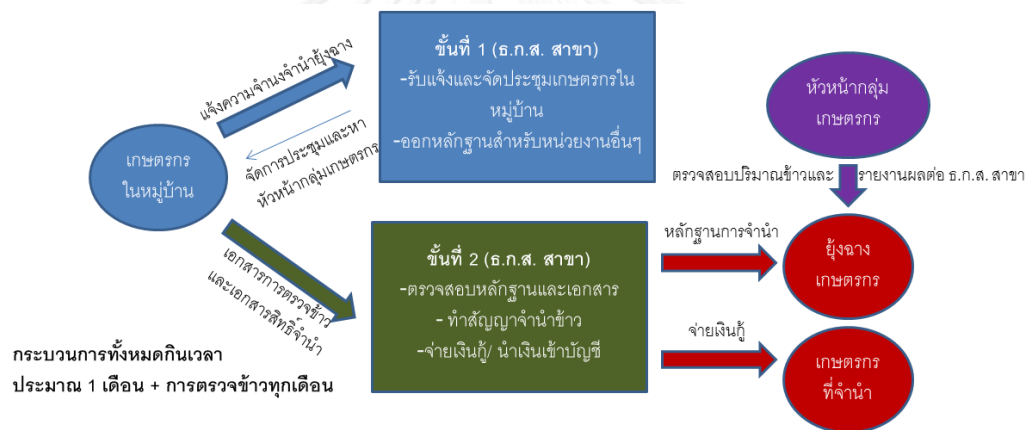 แจ้งความจำนงจำนำยุ้งฉาง
ขั้นที่ 1 (ธ.ก.ส. สาขา)
-รับแจ้งและจัดประชุมเกษตรกรใน
หมู่บ้าน
-ออกหลักฐานสำหรับหน่วยงานอื่นๆ
หัวหน้ากลุ่ม
เกษตรกร
เกษตรกร
ในหมู่บ้าน
จัดการประชุมและหา
หัวหน้ากลุ่มเกษตรกร
ตรวจสอบปริมาณข้าวและ รายงานผลต่อ ธ.ก.ส. สาขา
เอกสารการตรวจข้าว
และเอกสารสิทธิ์จำนำ
ขั้นที่ 2 (ธ.ก.ส. สาขา)
-ตรวจสอบหลักฐานและเอกสาร
- ทำสัญญาจำนำข้าว
-จ่ายเงินกู้/ นำเงินเข้าบัญชี
หลักฐานการจำนำ
ยุ้งฉาง
เกษตรกร
จ่ายเงินกู้
เกษตรกร
ที่จำนำ
กระบวนการทั้งหมดกินเวลา
ประมาณ 1 เดือน + การตรวจข้าวทุกเดือน